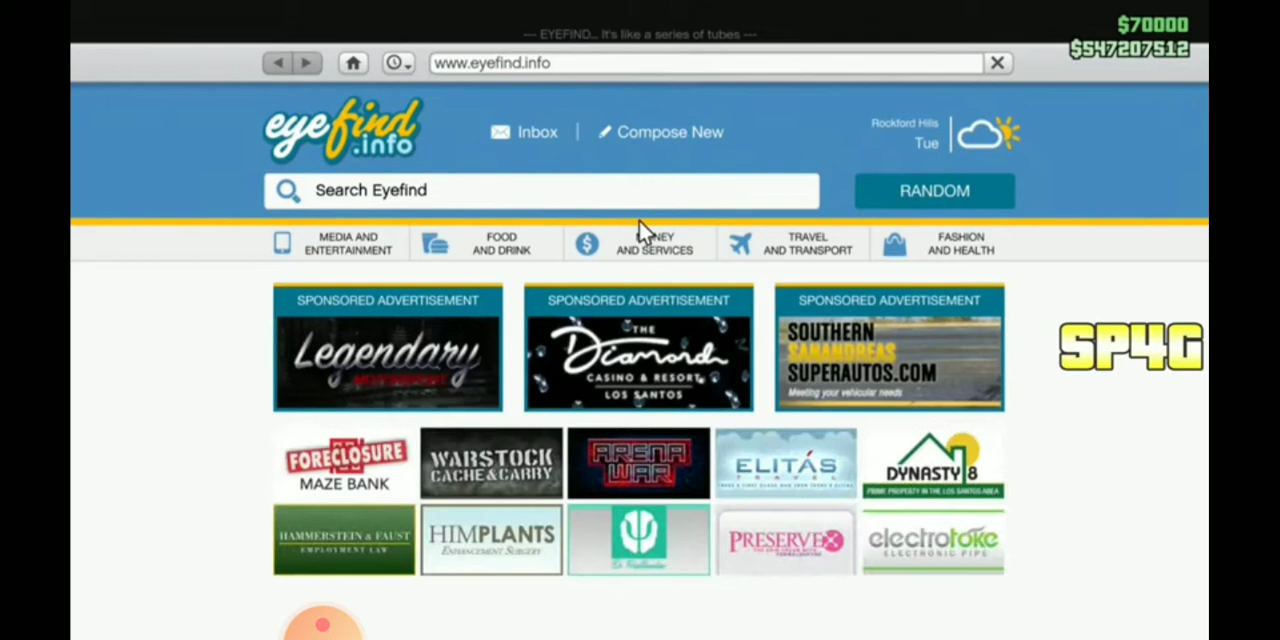 $70000
--- EYEFIND... It's like a series of tubes ---
$547207512
www.eyefind.info
eyefind
.info
Inbox
Compose New
Rockford Hills
Tue
Search Eyefind
RANDOM
MEDIA AND
ENTERTAINMENT
FOOD
AND DRINK
AND SERVICES
TRAVEL
AND TRANSPORT
FASHION
AND HEALTH
SPONSORED ADVERTISEMENT
SPONSORED ADVERTISEMENT
SPONSORED ADVERTISEMENT
Legendary
THE
Diamond
CASINO & RESORT
LOS SANTOS
SOUTHERN
SANANDREAS
SUPERAUTOS.COM
Meeting your vehicular needs
SP4G
FORECLOSURE
MAZE BANK
WARSTOCK
CACHE & CARRY
ARENA
WAR
ELITÁS
TRAVEL
DYNASTY 8
PRIME PROPERTY IN THE LOS SANTOS AREA
HAMMERSTEIN & FAUST
EMPLOYMENT LAW
HIMPLANTS
ENHANCEMENT SURGERY
PRESERVEX
electrotoke
ELECTRONIC PIPE